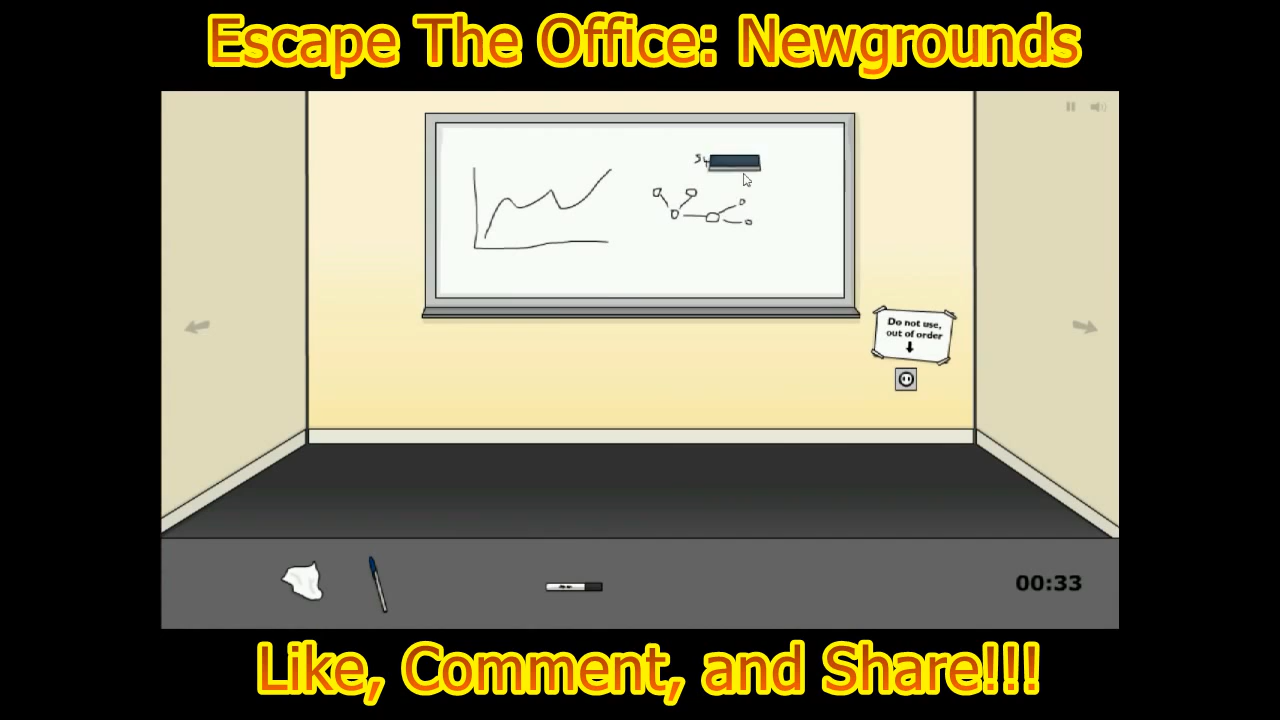 Escape The Office: Newgrounds
Do not use,
out of order
00:33
Like, Comment, and Share!!!